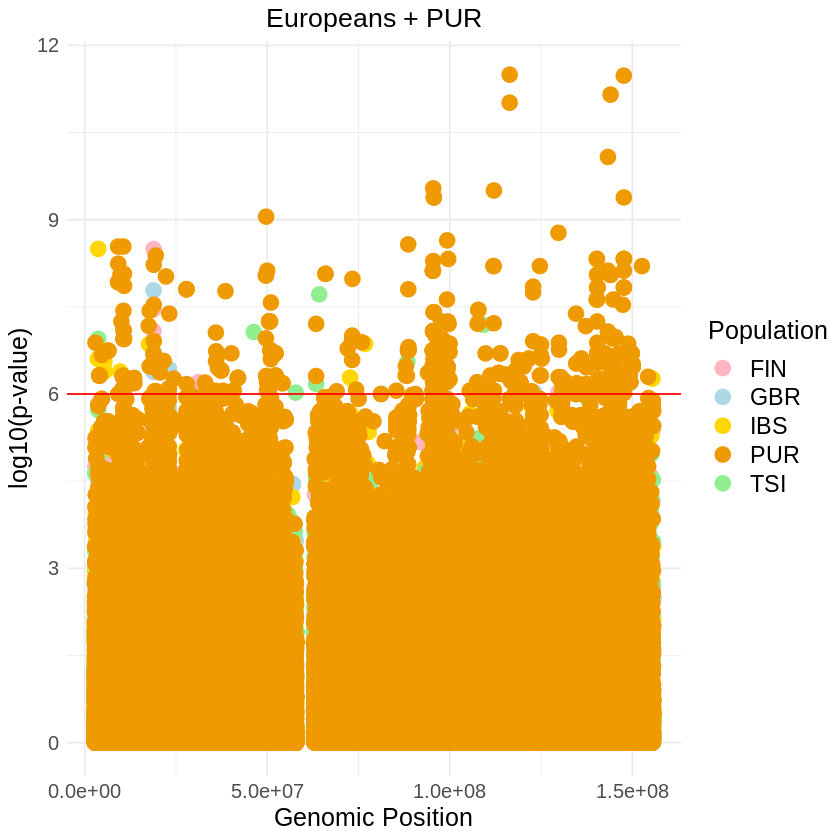 Europeans + PUR
12
9
6
3
0
log10(p-value)
0.0e+00 5.0e+07 1.0e+08 1.5e+08
Genomic Position
Population
FIN
GBR
IBS
PUR
TSI